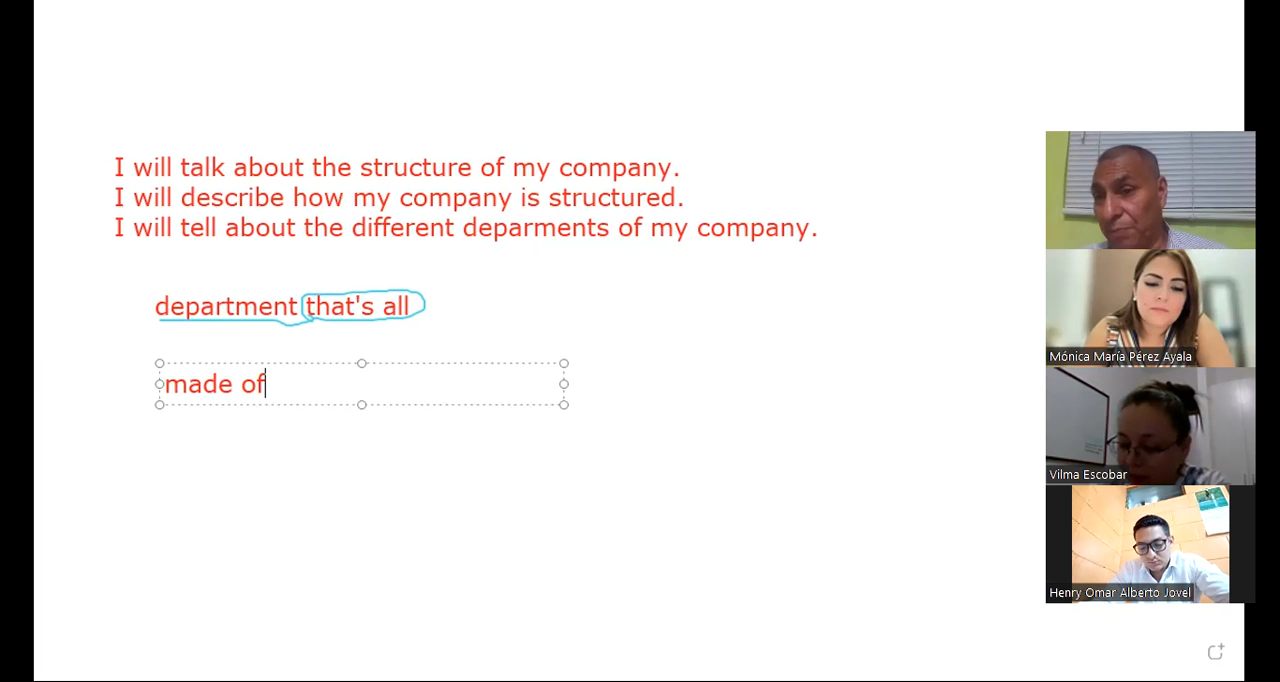 I will talk about the structure of my company.
I will describe how my company is structured.
I will tell about the different deparments of my company.
department that's all
made of
Mónica María Pérez Ayala
Vilma Escobar
Henry Omar Alberto Jovel